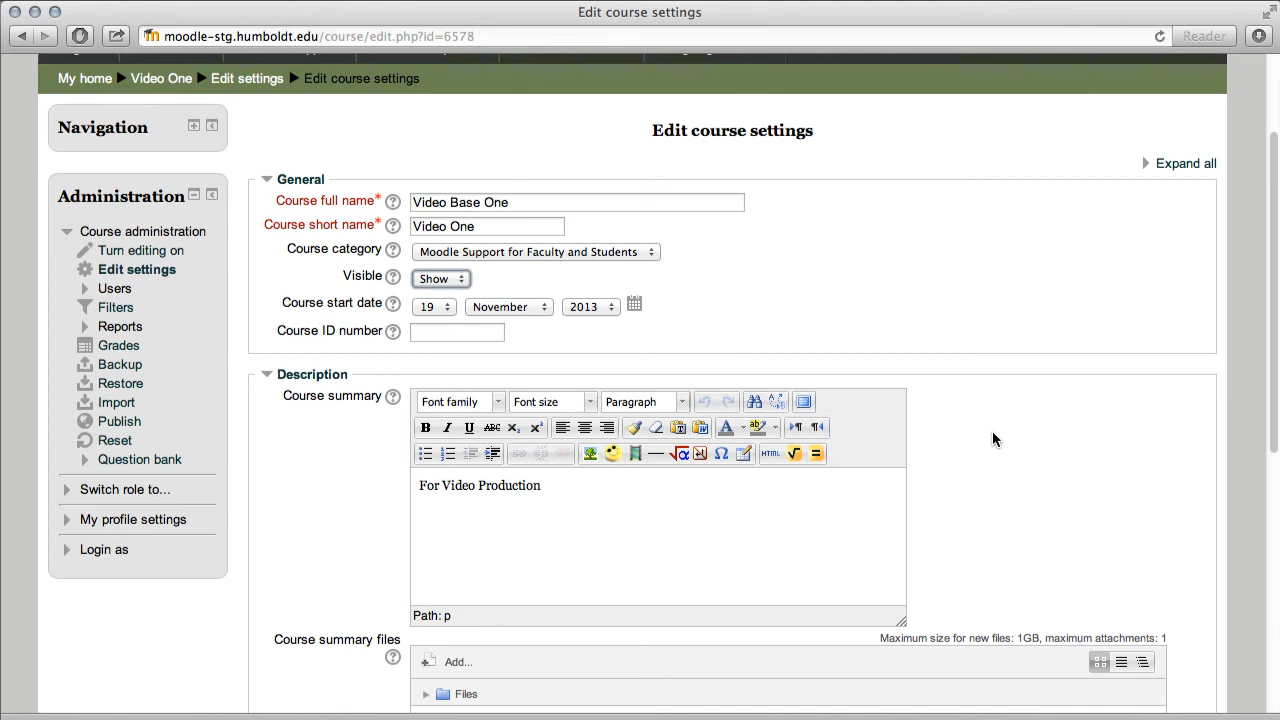 Edit course settings
moodle-stg.humboldt.edu/course/edit.php?id=6578
Reader
My home ▶ Video One ▶ Edit settings ▶ Edit course settings
Navigation
Administration
Course administration
Turn editing on
Edit settings
Users
Filters
Reports
Grades
Backup
Restore
Import
Publish
Reset
Question bank
Switch role to...
My profile settings
Login as
Edit course settings
Expand all
General
Course full name* Video Base One
Course short name* Video One
Course category Moodle Support for Faculty and Students
Visible Show
Course start date 19 November 2013
Course ID number
Description
Course summary
Font family Font size Paragraph
B I U ABC X₂ X²
HTML
For Video Production
Path: p
Course summary files
Maximum size for new files: 1GB, maximum attachments: 1
Add...
Files